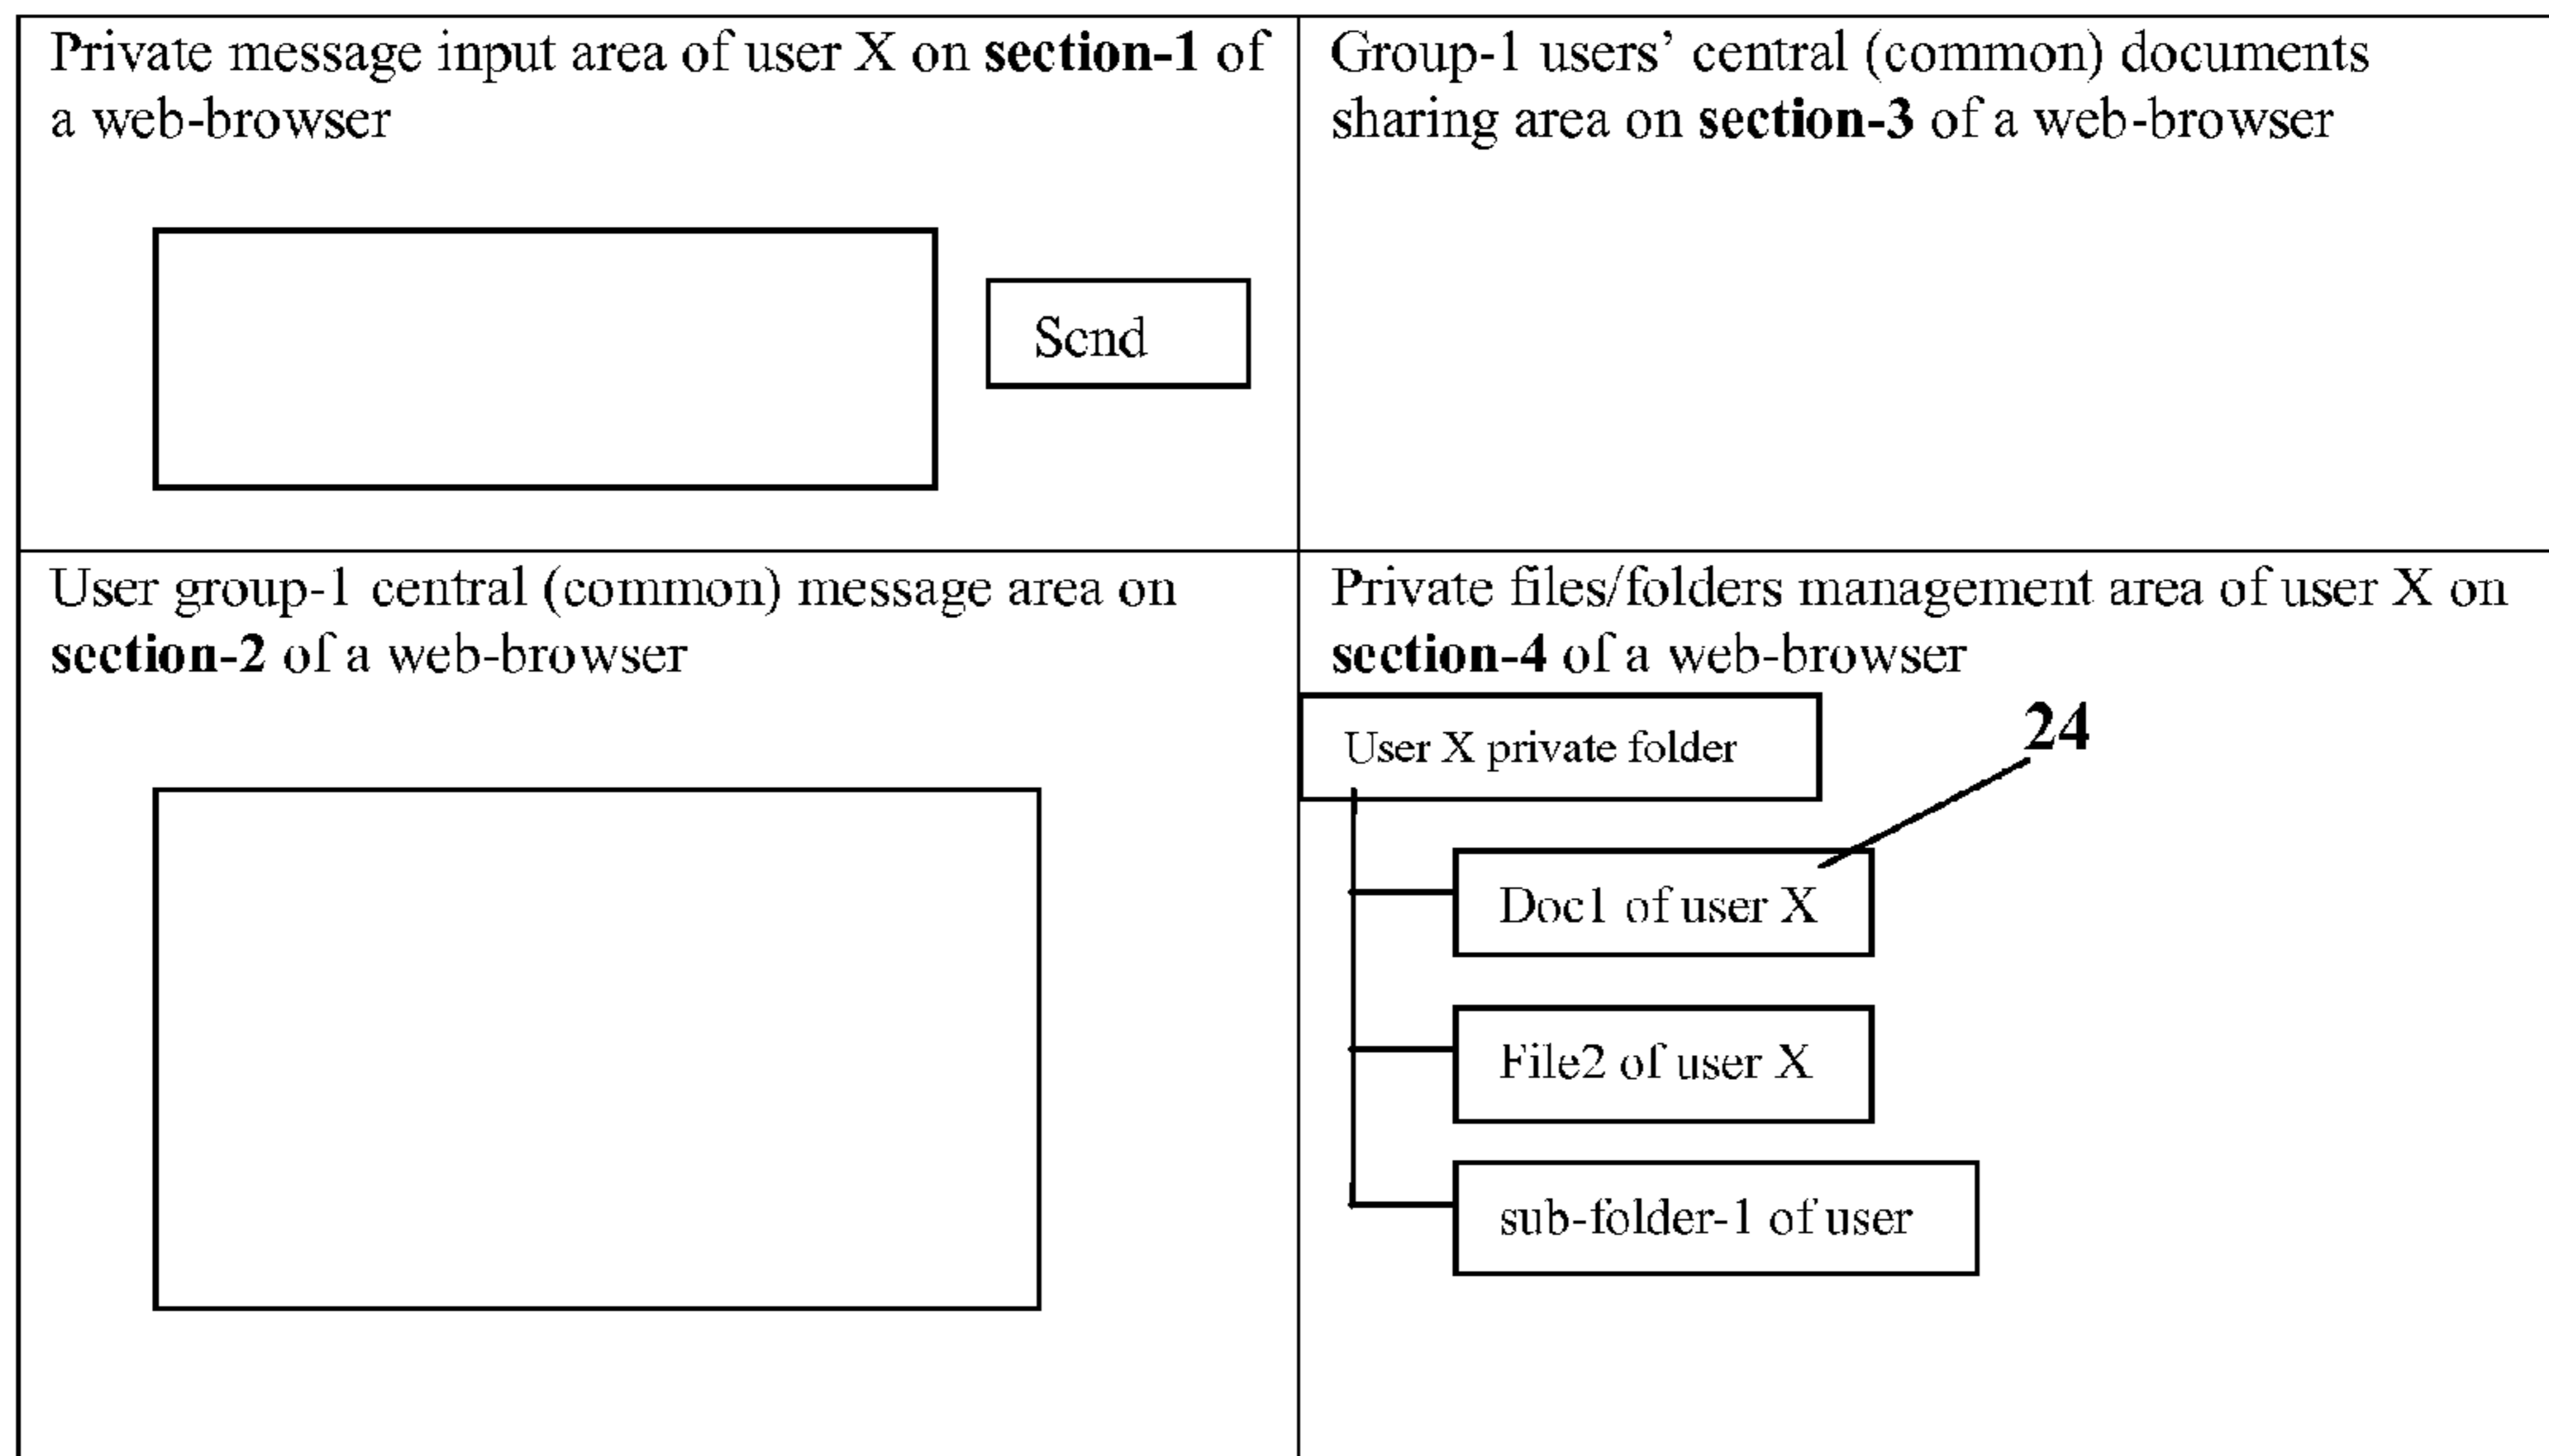 Private message input area of user X on section-1 of
a web-browser
Send
Group-1 users’ central (common) documents
sharing area on section-3 of a web-browser
User group-1 central (common) message area on
section-2 of a web-browser
Private files/folders management area of user X on
section-4 of a web-browser
User X private folder
24
Doc1 of user X
File2 of user X
sub-folder-1 of user